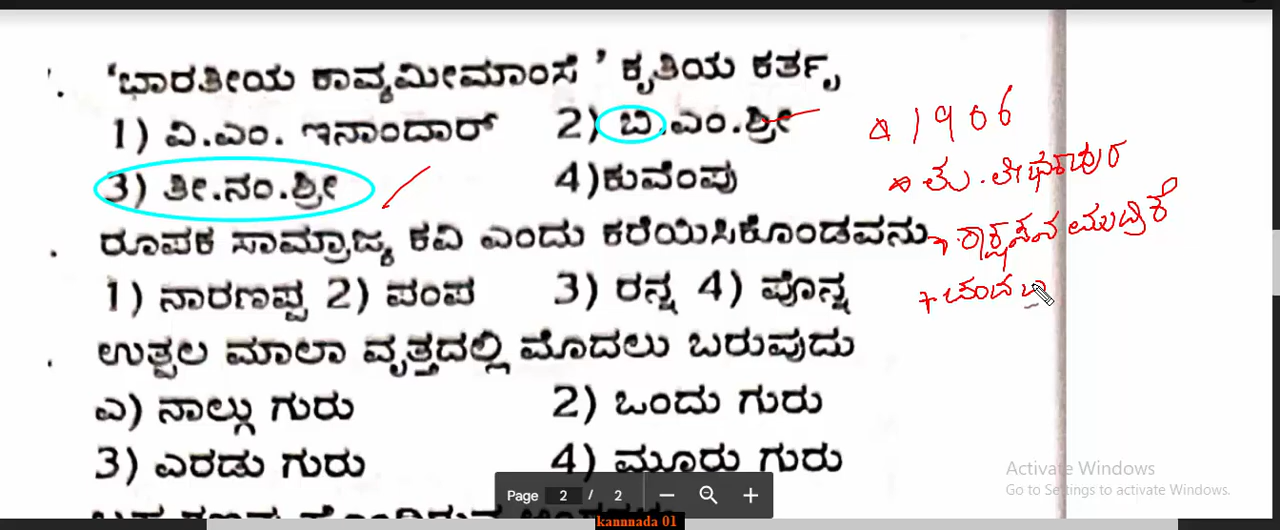 'ಭಾರತೀಯ ಕಾವ್ಯಮೀಮಾಂಸೆ' ಕೃತಿಯ ಕರ್ತೃ
1) ವಿ.ಎಂ. ಇನಾಂದಾರ್ 2) ಬಿ.ಎಂ.ಶ್ರೀ
* 1906
3) ತೀ.ನಂ.ಶ್ರೀ 4)ಕುವೆಂಪು
* ತು. ತೀರ್ಥಪುರ
. ರೂಪಕ ಸಾಮ್ರಾಜ್ಯ ಕವಿ ಎಂದು ಕರೆಯಿಸಿಕೊಂಡವನು
ರಾಕ್ಷಸನ ಮುದ್ರಿಕೆ
1) ನಾರಣಪ್ಪ 2) ಪಂಪ 3) ರನ್ನ 4) ಪೊನ್ನ
. ಉತ್ಪಲ ಮಾಲಾ ವೃತ್ತದಲ್ಲಿ ಮೊದಲು ಬರುವುದು
ಎ) ನಾಲ್ಗು ಗುರು 2) ಒಂದು ಗುರು
3) ಎರಡು ಗುರು 4) ಮೂರು ಗುರು
Activate Windows
Go to Settings to activate Windows.
Page 2 / 2
kannnada 01